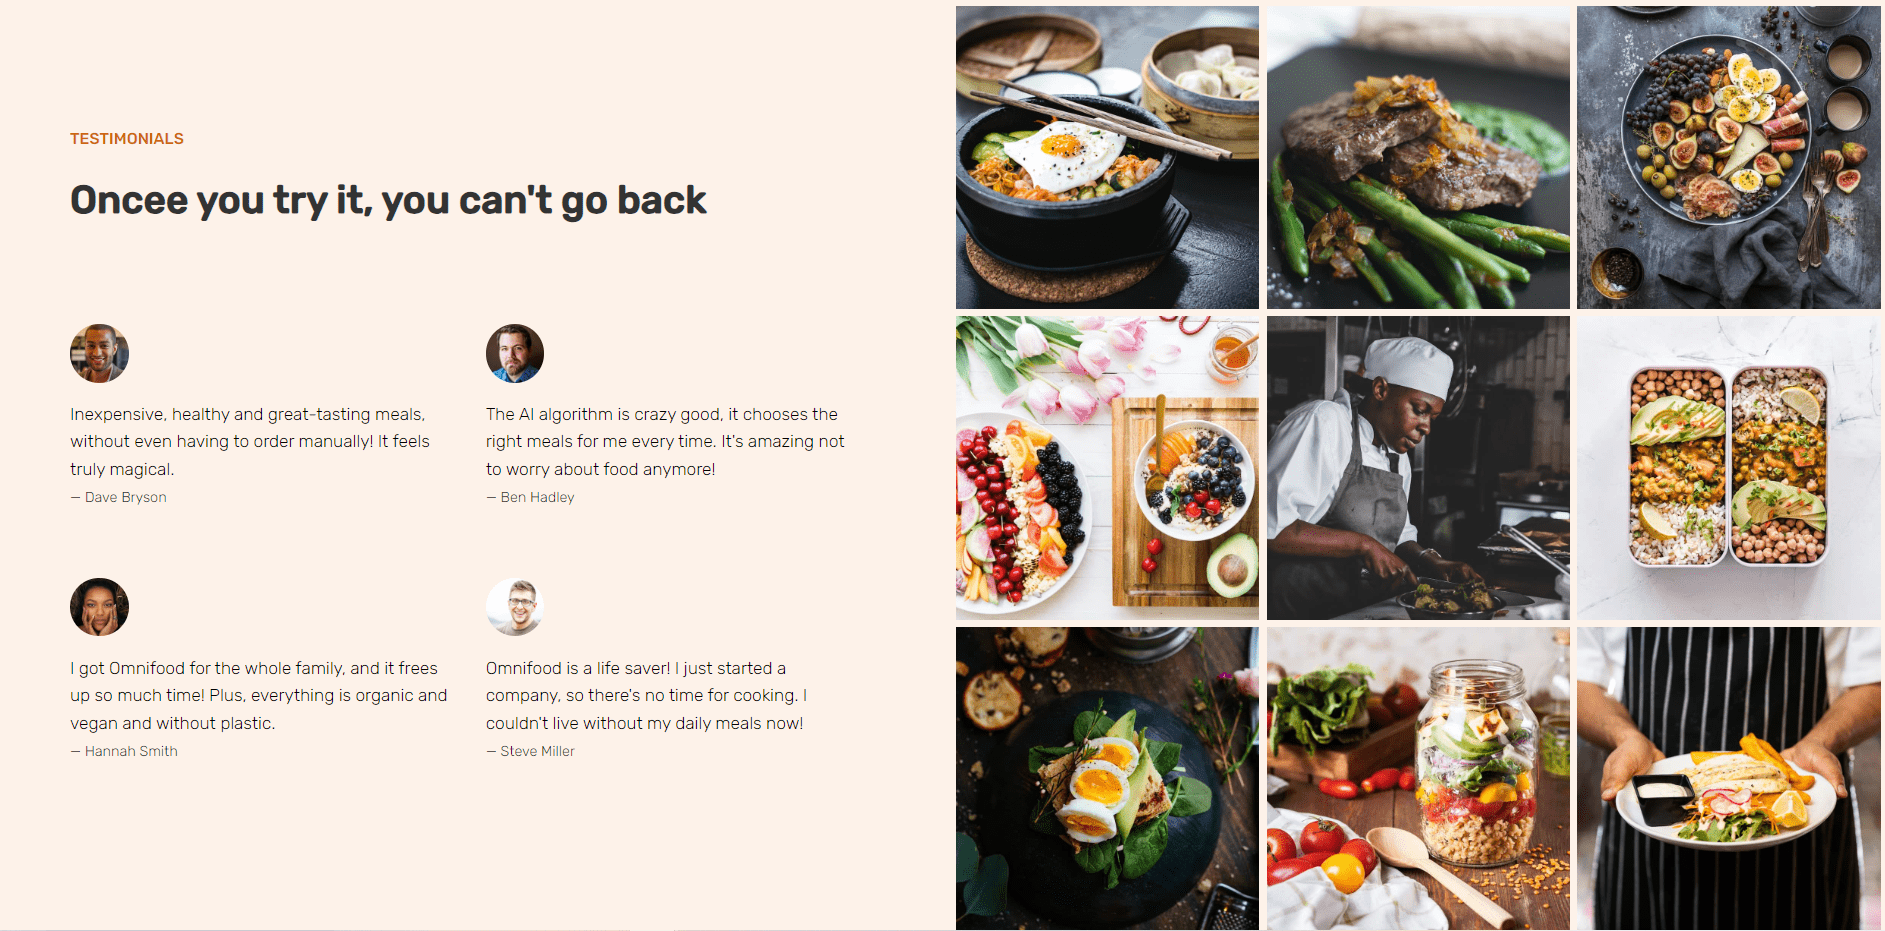 TESTIMONIALS
Oncee you try it, you can't go back
Inexpensive, healthy and great-tasting meals,
without even having to order manually! It feels
truly magical.
— Dave Bryson
The AI algorithm is crazy good, it chooses the
right meals for me every time. It's amazing not
to worry about food anymore!
— Ben Hadley
I got Omnifood for the whole family, and it frees
up so much time! Plus, everything is organic and
vegan and without plastic.
— Hannah Smith
Omnifood is a life saver! I just started a
company, so there's no time for cooking. I
couldn't live without my daily meals now!
— Steve Miller